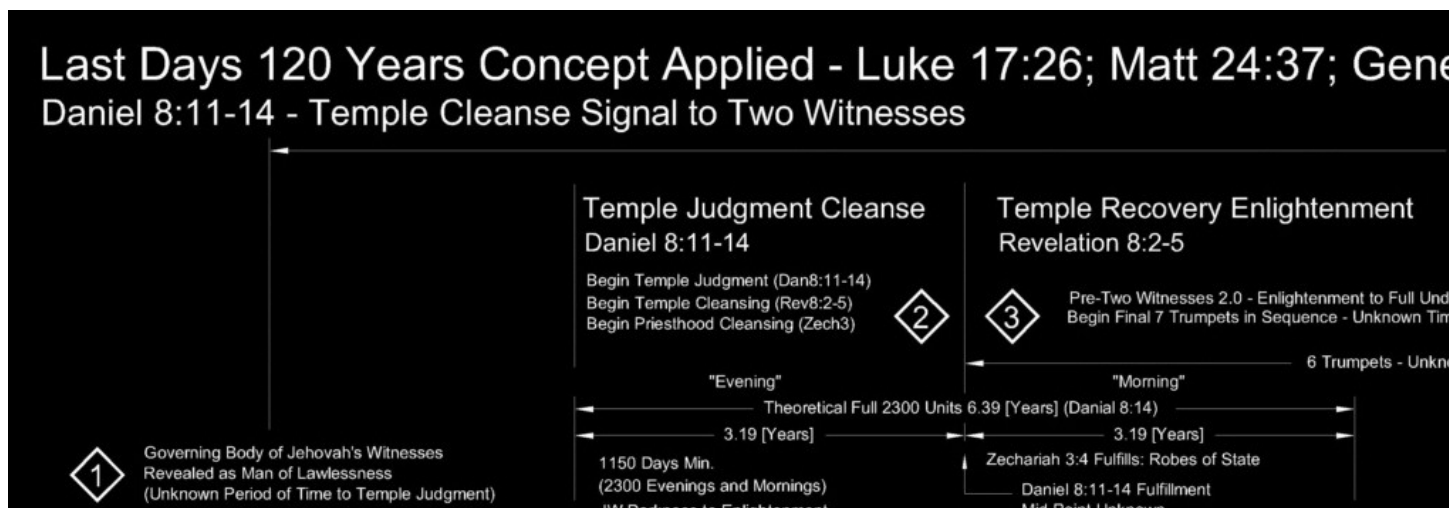 Last Days 120 Years Concept Applied - Luke 17:26; Matt 24:37;
Daniel 8:11-14 - Temple Cleanse Signal to Two Witnesses
Temple Judgment Cleanse
Daniel 8:11-14
Begin Temple Judgment (Dan8:11-14)
Begin Temple Cleansing (Rev8:2-5)
Begin Priesthood Cleansing (Zech3)
2
Temple Recovery Enlightenment
Revelation 8:2-5
3
Pre-Two Witnesses 2.0 - Enlightenment to Full
Begin Final 7 Trumpets in Sequence - Unknown
6 Trumpets -
"Evening"
"Morning"
Theoretical Full 2300 Units 6.39 [Years] (Danial 8:14)
3.19 [Years]
3.19 [Years]
1
Governing Body of Jehovah's Witnesses
Revealed as Man of Lawlessness
(Unknown Period of Time to Temple Judgment)
1150 Days Min.
(2300 Evenings and Mornings)
Zechariah 3:4 Fulfills: Robes of State
Daniel 8:11-14 Fulfillment